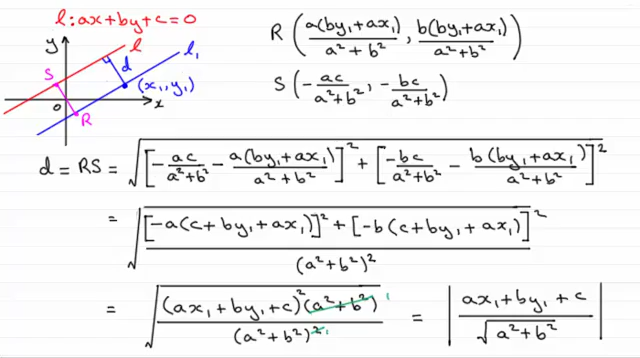 l: ax+by+c=0
y
l
l₁
d
S
(x₁,y₁)
O
x
R
R (a(by₁+ax₁)/(a²+b²), b(by₁+ax₁)/(a²+b²))
S (-ac/(a²+b²), -bc/(a²+b²))
d = RS = √([-ac/(a²+b²) - a(by₁+ax₁)/(a²+b²)]² + [-bc/(a²+b²) - b(by₁+ax₁)/(a²+b²)]²)
= √(([-a(c+by₁+ax₁)]² + [-b(c+by₁+ax₁)]²)/(a²+b²)²)
= √((ax₁+by₁+c)²(a²+b²) 1/(a²+b²)² 1) = |(ax₁+by₁+c)/√(a²+b²)|